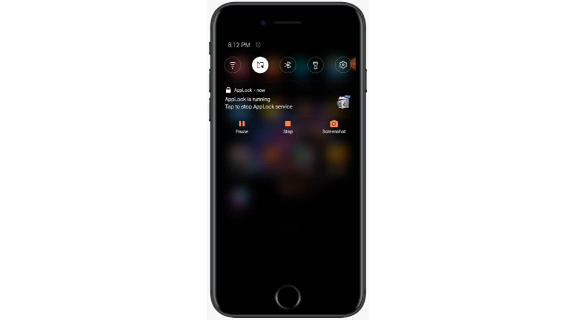 8:12 PM
AppLock • now
AppLock is running
Tap to stop AppLock service
Pause
Stop
Screenshot